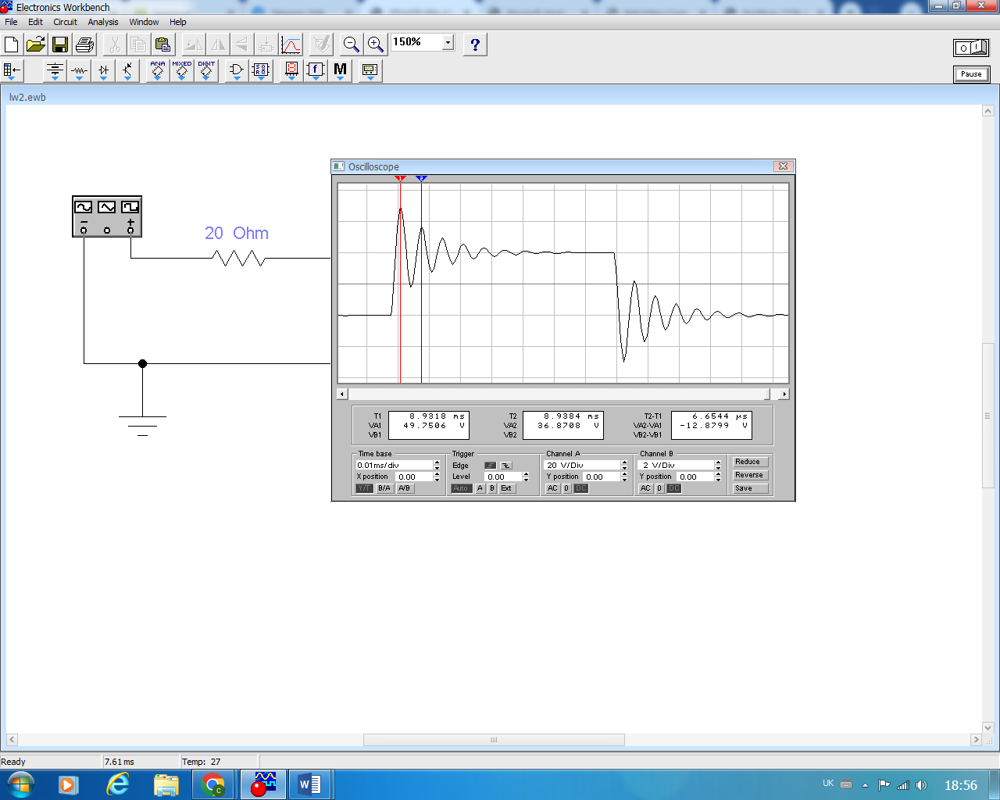 Electronics Workbench
File Edit Circuit Analysis Window Help
150%
?
0 1
ANA MIXED DIGIT
f
M
Pause
lw2.ewb
Oscilloscope
1 2
20 Ohm
T1 8.9318 ms T2 8.9384 ms T2-T1 6.6544 µs
VA1 49.7506 V VA2 36.8708 V VA2-VA1 -12.8799 V
VB1 VB2 VB2-VB1
Time base Trigger Channel A Channel B
0.01ms/div Edge 20 V/Div 2 V/Div Reduce
X position 0.00 Level 0.00 Y position 0.00 Y position 0.00 Reverse
Y/T B/A A/B Auto A B Ext AC 0 DC AC 0 DC Save
Ready 7.61 ms Temp: 27
UK 18:56